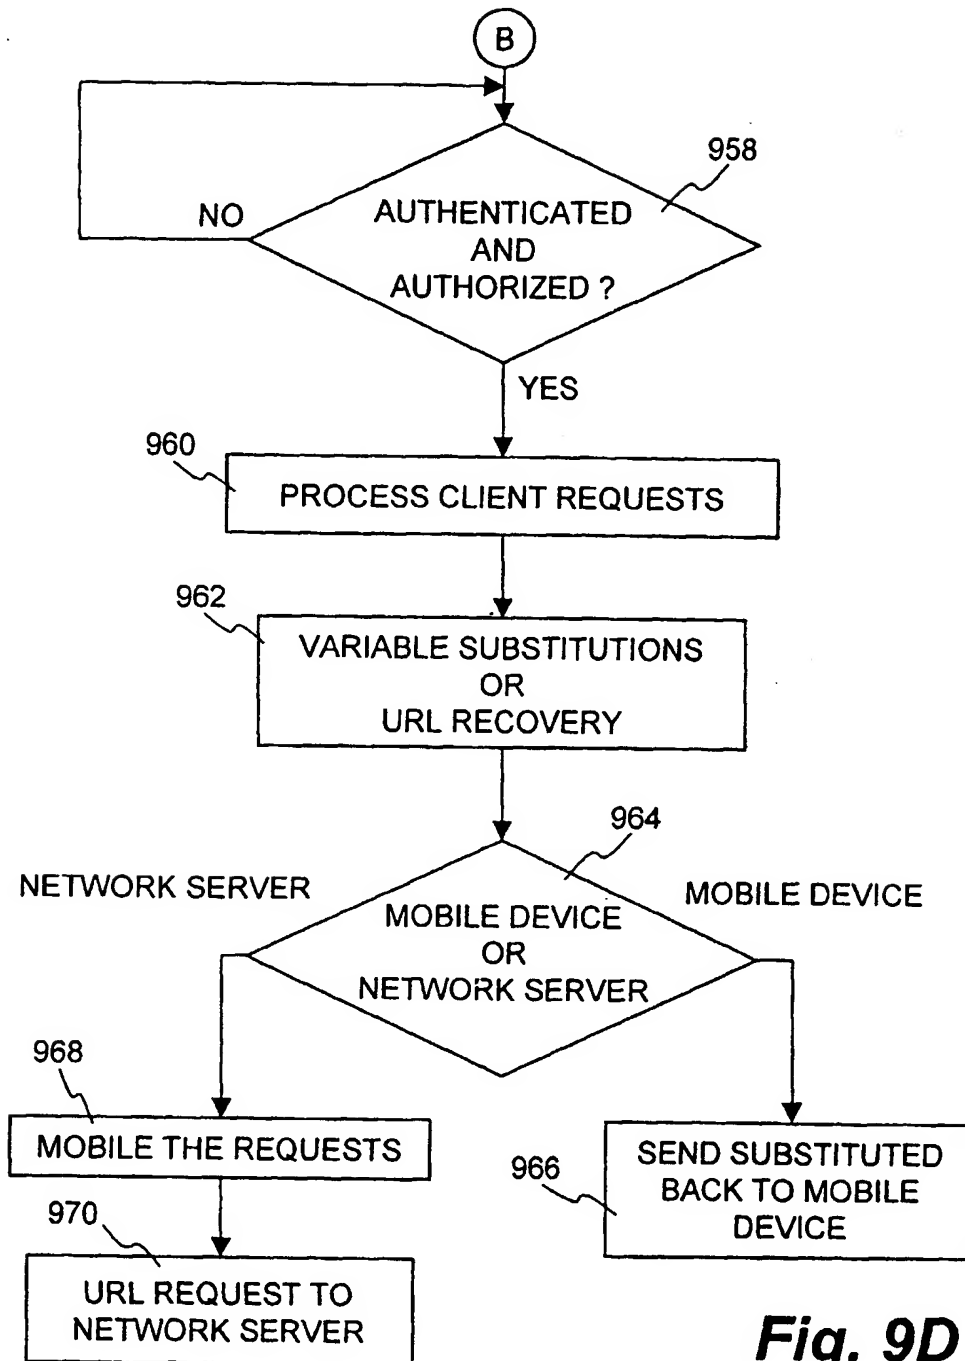 B
958
NO
AUTHENTICATED
AND
AUTHORIZED ?
YES
960
PROCESS CLIENT REQUESTS
962
VARIABLE SUBSTITUTIONS
OR
URL RECOVERY
964
NETWORK SERVER
MOBILE DEVICE
MOBILE DEVICE
OR
NETWORK SERVER
968
MOBILE THE REQUESTS
966
SEND SUBSTITUTED
BACK TO MOBILE
DEVICE
970
URL REQUEST TO
NETWORK SERVER
Fig. 9D